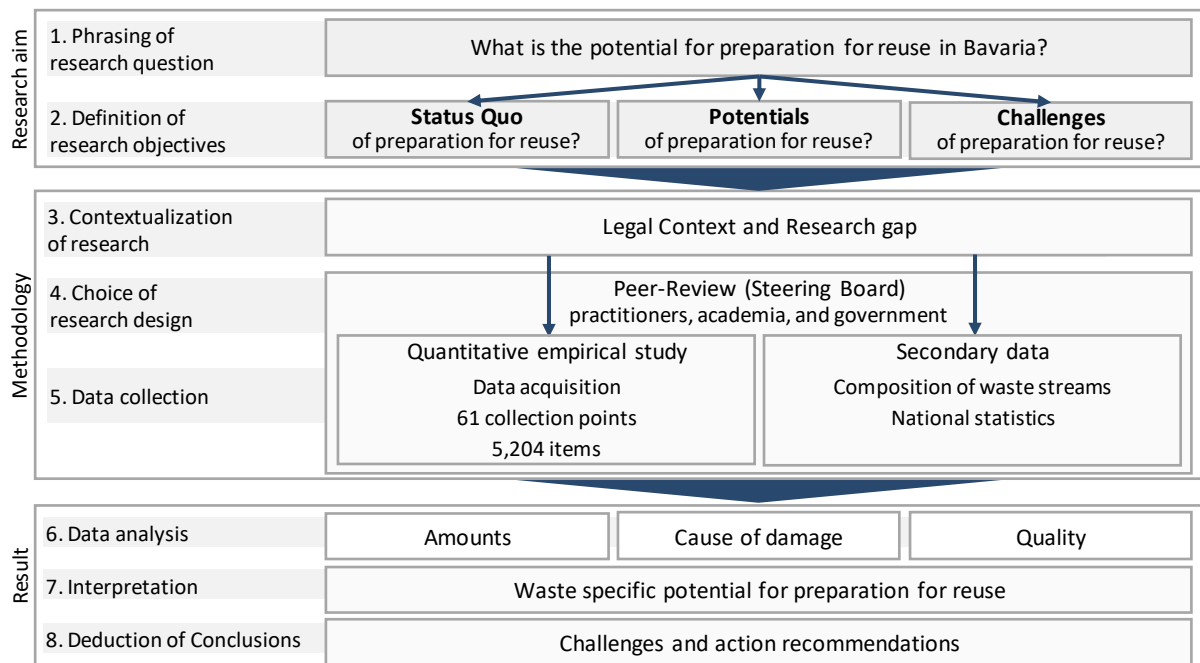 Research aim
1. Phrasing of
research question
What is the potential for preparation for reuse in Bavaria?
2. Definition of
research objectives
Status Quo
of preparation for reuse?
Potentials
of preparation for reuse?
Challenges
of preparation for reuse?
Methodology
3. Contextualization
of research
Legal Context and Research gap
4. Choice of
research design
Peer-Review (Steering Board)
practitioners, academia, and government
5. Data collection
Quantitative empirical study
Data acquisition
61 collection points
5,204 items
Secondary data
Composition of waste streams
National statistics
Result
6. Data analysis
Amounts
Cause of damage
Quality
7. Interpretation
Waste specific potential for preparation for reuse
8. Deduction of Conclusions
Challenges and action recommendations